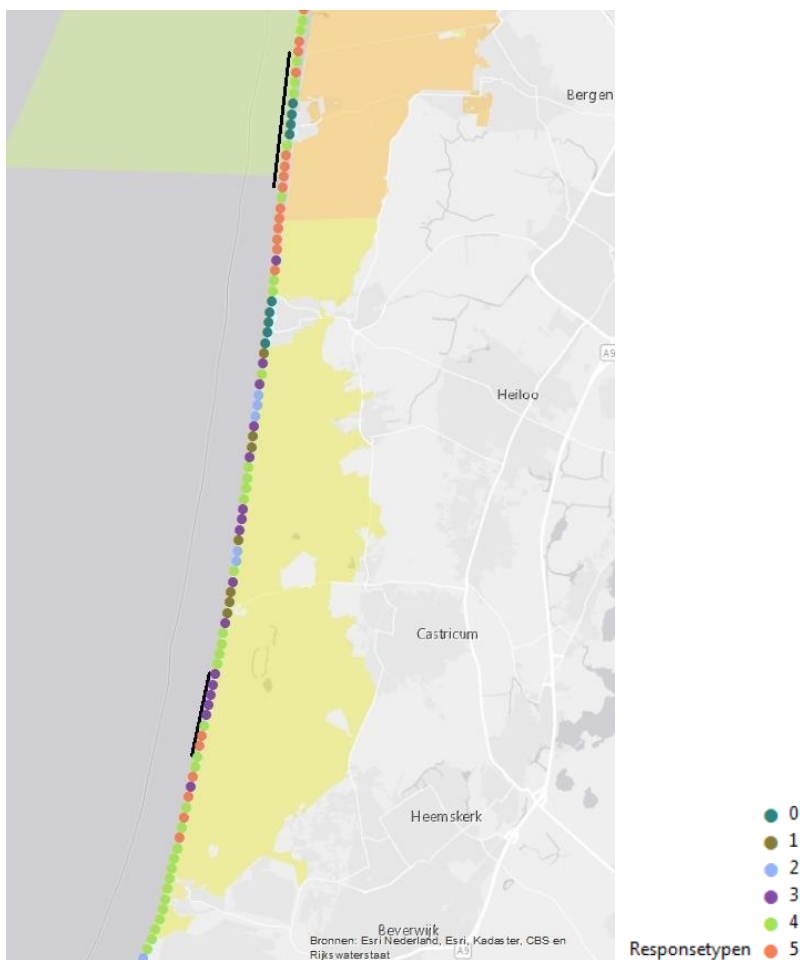 Bergen
A9
Heiloo
Castricum
Heemskerk
Beverwijk
Bronnen: Esri Nederland, Esri, Kadaster, CBS en
Rijkswaterstaat
A9
Responsetypen
0
1
2
3
4
5